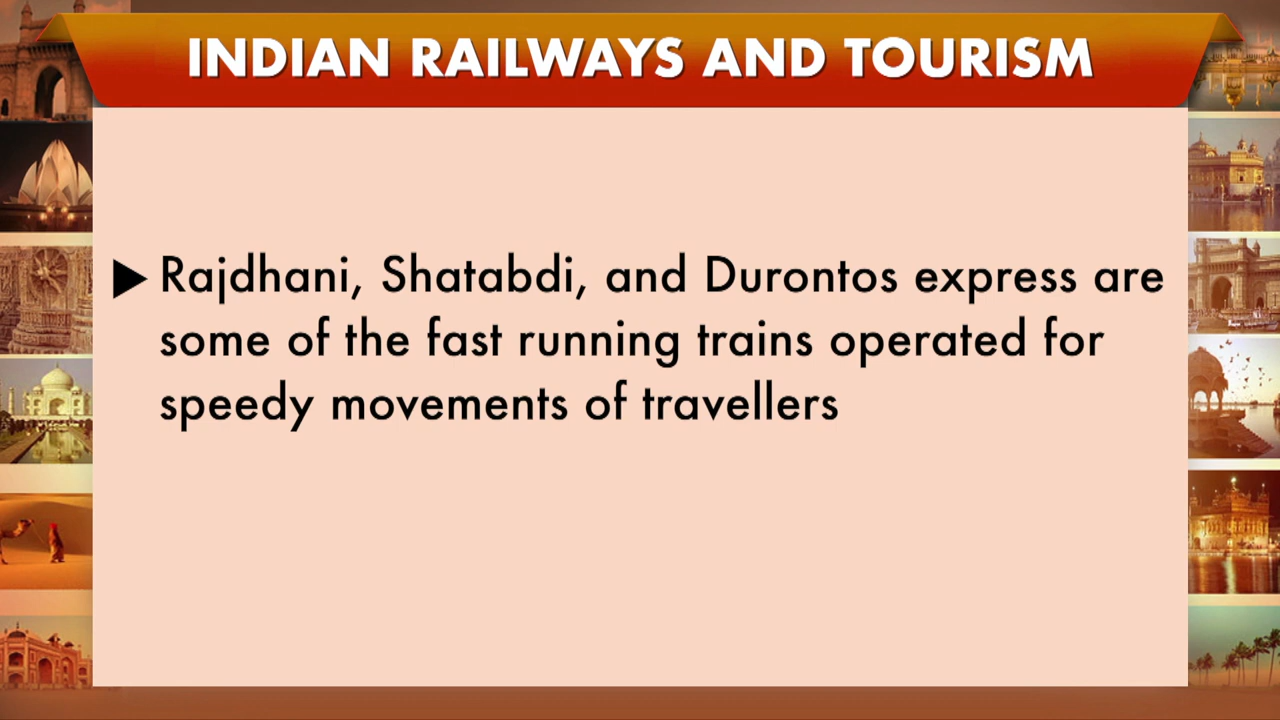 INDIAN RAILWAYS AND TOURISM
Rajdhani, Shatabdi, and Durontos express are
some of the fast running trains operated for
speedy movements of travellers